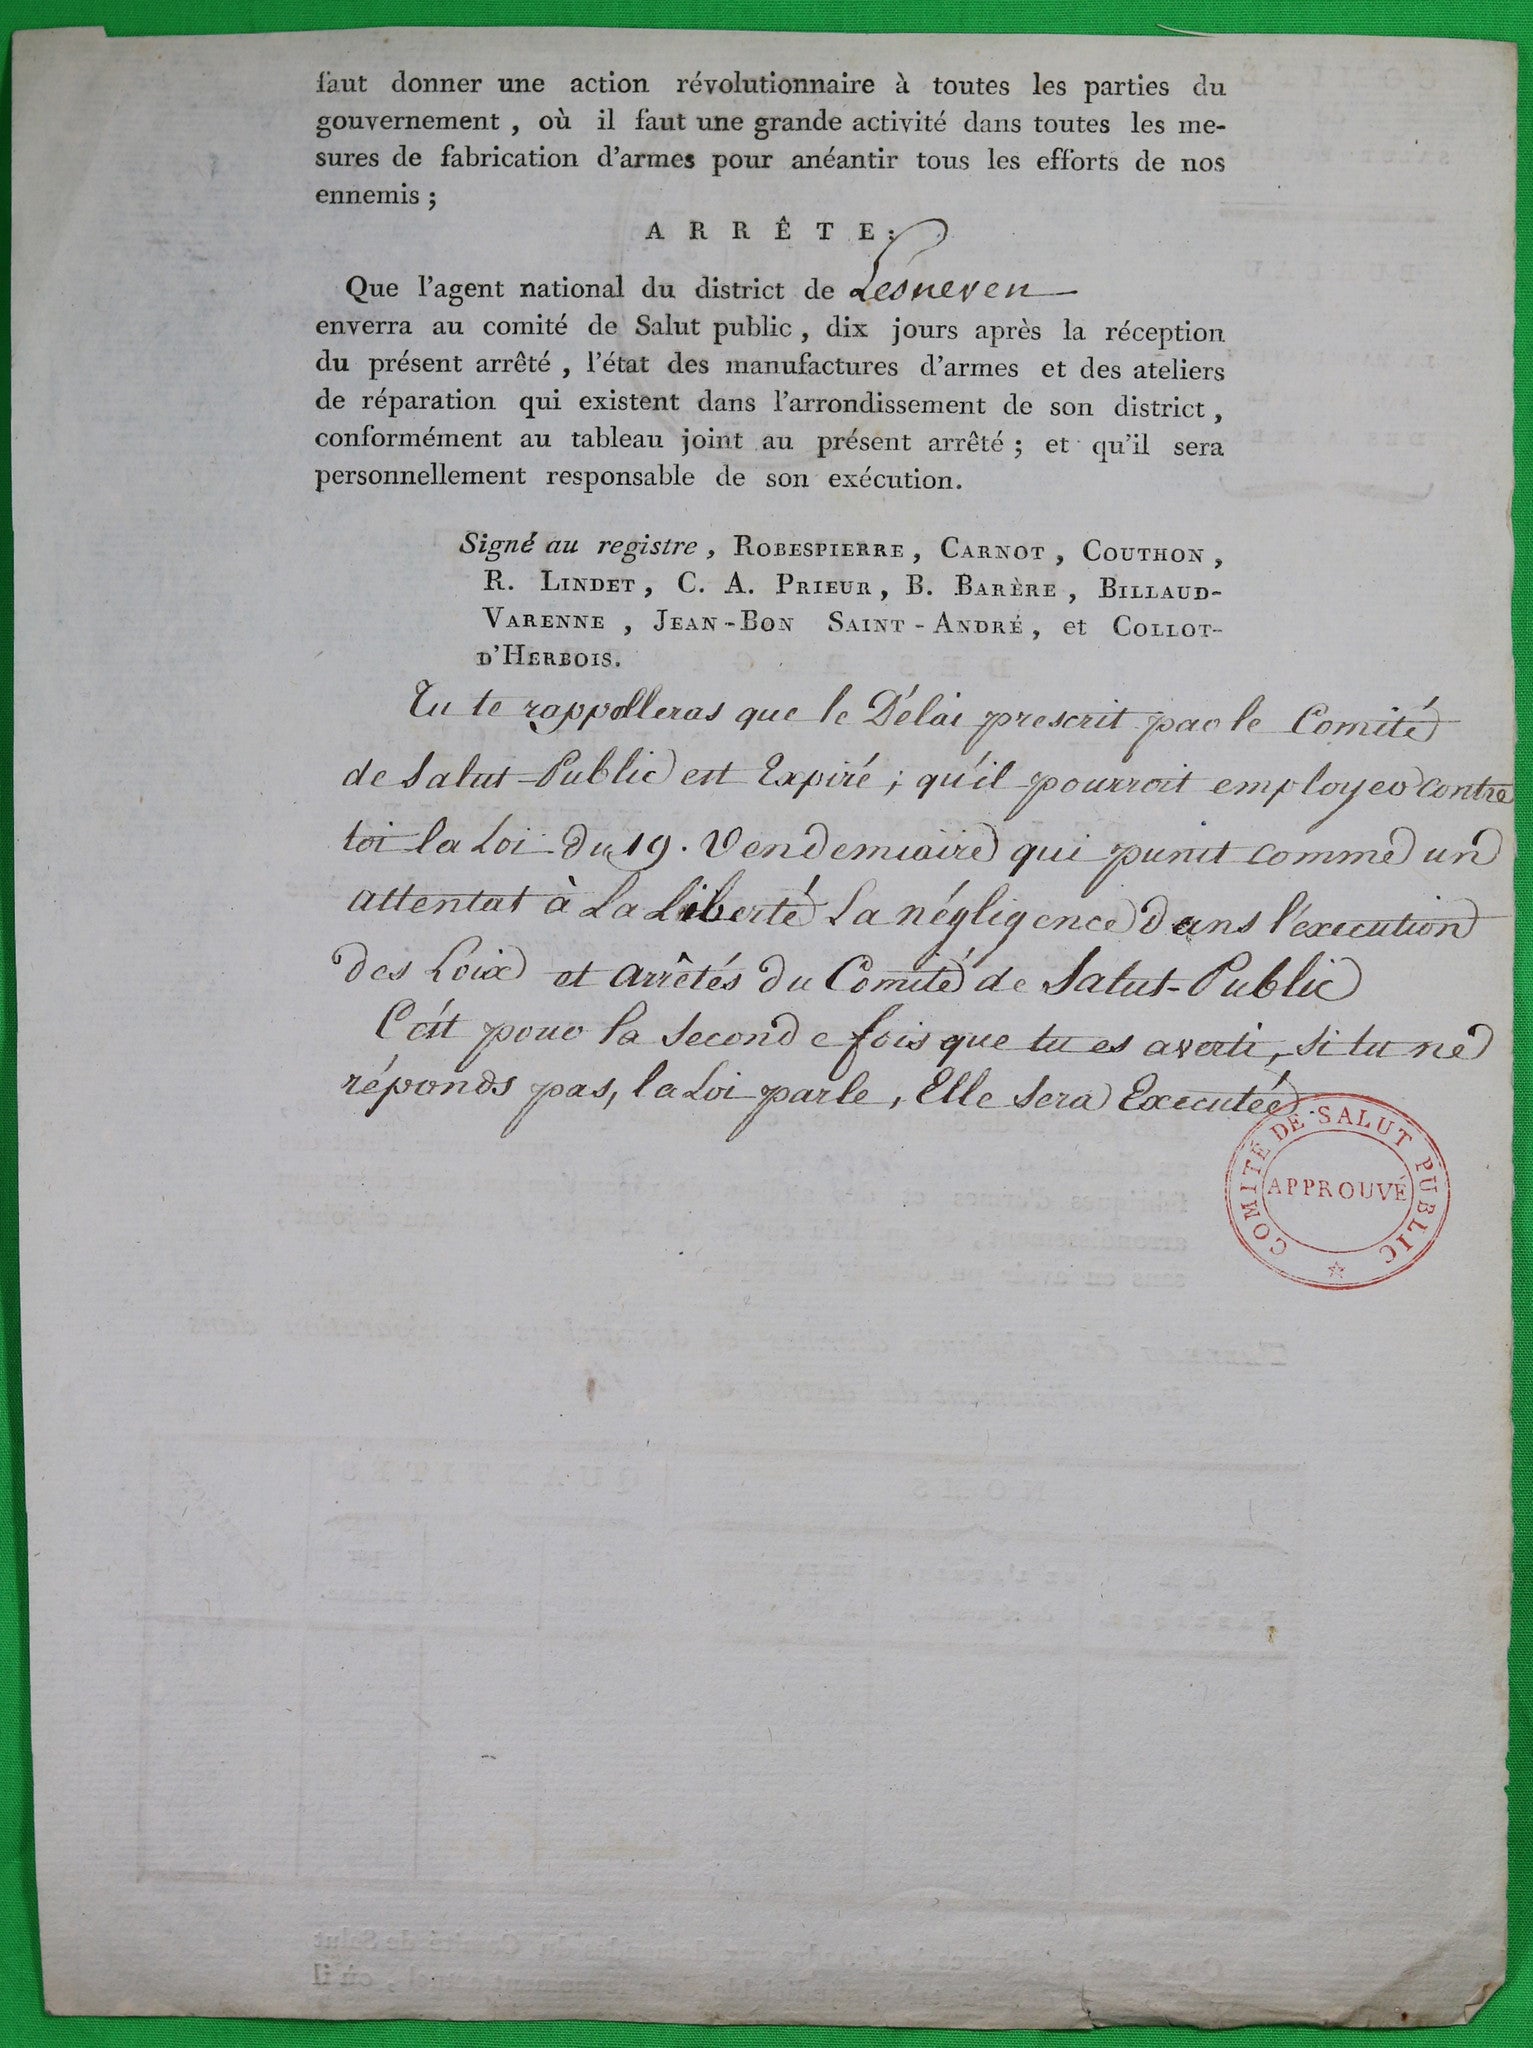 faut donner une action révolutionnaire à toutes les parties du
gouvernement, où il faut une grande activité dans toutes les me-
sures de fabrication d'armes pour anéantir tous les efforts de nos
ennemis ;
ARRÊTE :
Que l'agent national du district de Lesneven
enverra au comité de Salut public, dix jours après la réception
du présent arrêté, l'état des manufactures d'armes et des ateliers
de réparation qui existent dans l'arrondissement de son district,
conformément au tableau joint au présent arrêté ; et qu'il sera
personnellement responsable de son exécution.
Signé au registre, ROBESPIERRE, CARNOT, COUTHON,
R. LINDET, C. A. PRIEUR, B. BARÈRE, BILLAUD-
VARENNE, JEAN-BON SAINT-ANDRÉ, et COLLOT-
D'HERBOIS.
Tu te rappelleras que le Délai prescrit par le Comité
de Salut-Public est Expiré ; qu'il pourroit employer contre
toi la Loi du 19. Vendemiaire qui punit comme un
attentat à La Liberté La négligence dans l'execution
des Loix et arrêtés du Comité de Salut-Public
C'est pour la seconde fois que tu es averti, si tu ne
réponds pas, la Loi parle, Elle sera Executée.
COMITÉ DE SALUT PUBLIC
APPROUVÉ